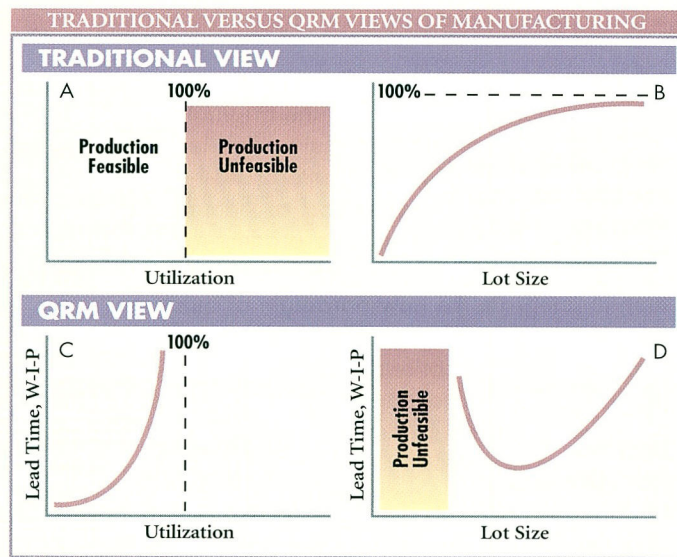 TRADITIONAL VERSUS QRM VIEWS OF MANUFACTURING
TRADITIONAL VIEW
A
100%
Production
Feasible
Production
Unfeasible
Utilization
100%
B
Lot Size
QRM VIEW
C
100%
Lead Time, W-I-P
Utilization
D
Lead Time, W-I-P
Production
Unfeasible
Lot Size